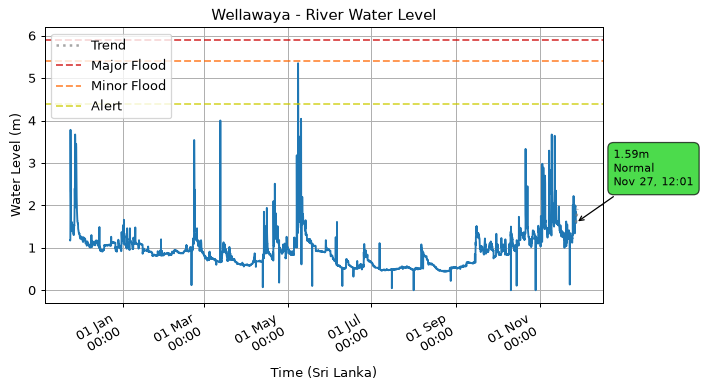 Wellawaya - River Water Level
Water Level (m)
6
5
4
3
2
1
0
Trend
Major Flood
Minor Flood
Alert
1.59m
Normal
Nov 27, 12:01
01 Jan
00:00
01 Mar
00:00
01 May
00:00
01 Jul
00:00
01 Sep
00:00
01 Nov
00:00
Time (Sri Lanka)